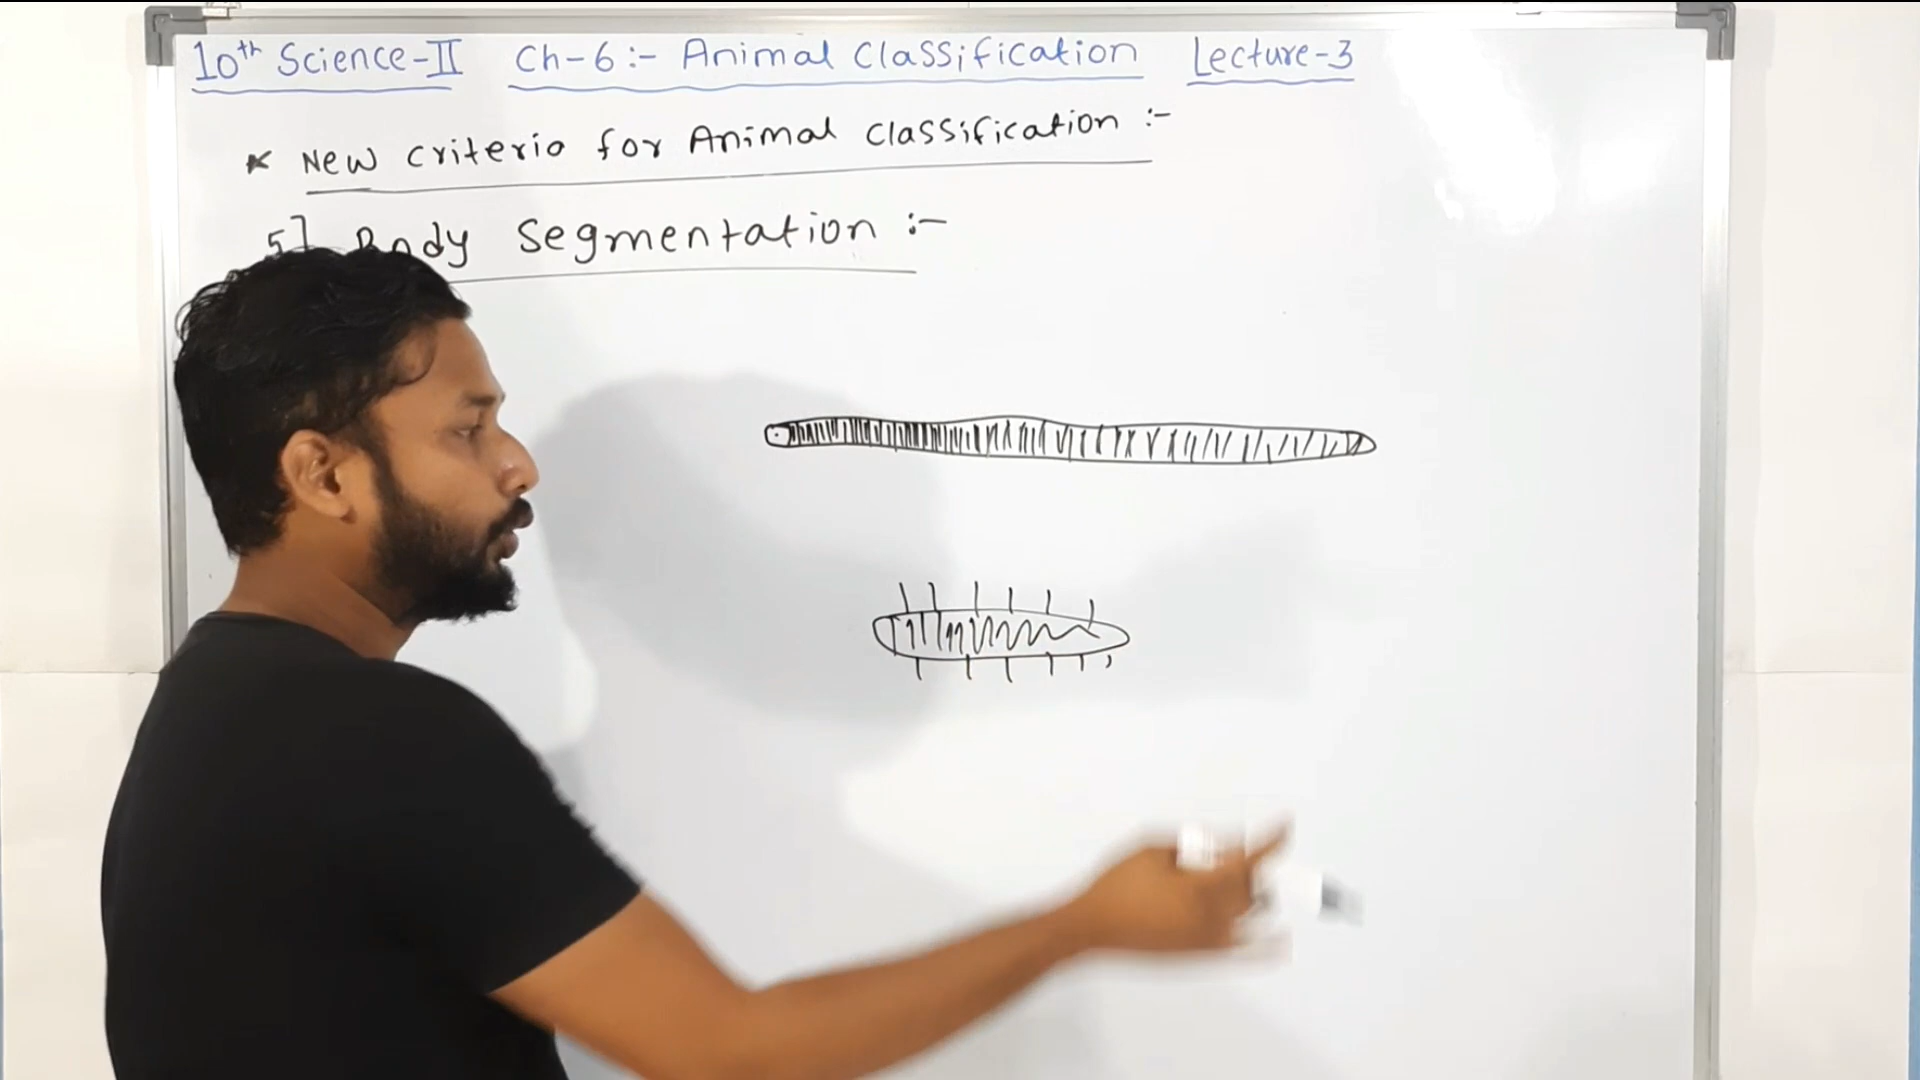 10th Science-II Ch-6:- Animal Classification Lecture-3
* New criteria for Animal classification :-
5] Body Segmentation :-